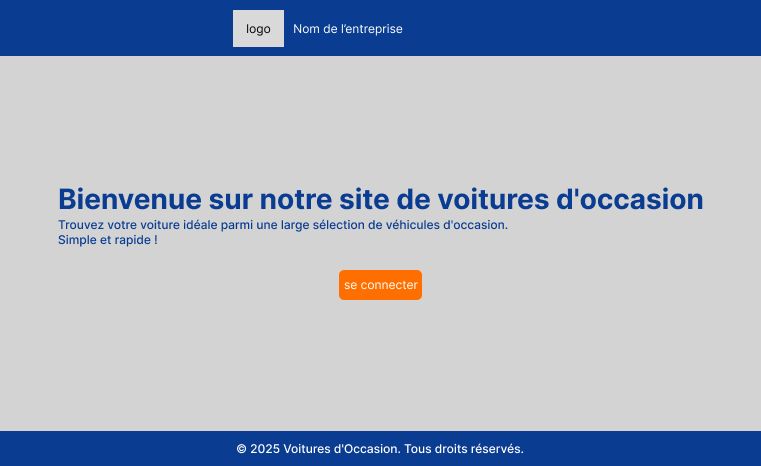 logo
Nom de l’entreprise
Bienvenue sur notre site de voitures d'occasion
Trouvez votre voiture idéale parmi une large sélection de véhicules d'occasion.
Simple et rapide !
se connecter
© 2025 Voitures d'Occasion. Tous droits réservés.